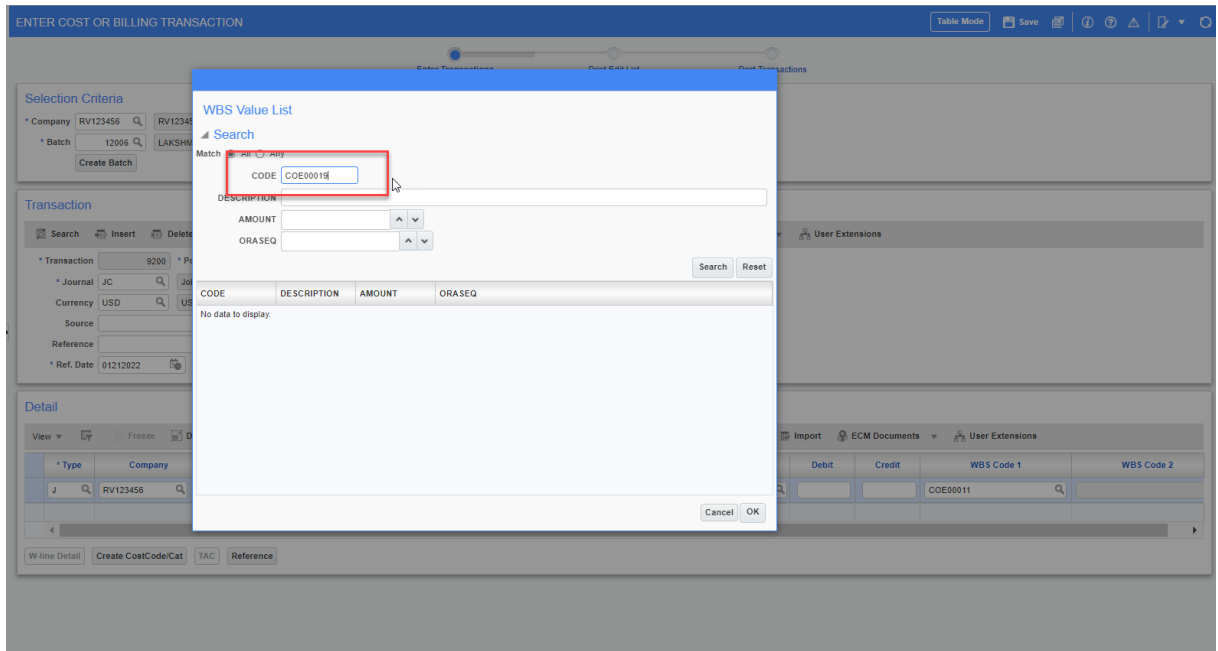 ENTER COST OR BILLING TRANSACTION Table Mode Save
Enter Transactions Print Edit List Post Transactions
Selection Criteria
* Company RV123456 RV12345
* Batch 12006 LAKSHM
Create Batch
WBS Value List
Search
Match All Any
CODE COE00019
DESCRIPTION
AMOUNT
ORASEQ
Search Reset
CODE DESCRIPTION AMOUNT ORASEQ
No data to display.
Cancel OK
Transaction
Search Insert Delete User Extensions
* Transaction 9200
* Journal JC
Currency USD US
Source
Reference
* Ref. Date 01212022
Detail
View Freeze D Import ECM Documents User Extensions
* Type Company Debit Credit WBS Code 1 WBS Code 2
J RV123456 COE00011
W-line Detail Create CostCode/Cat TAC Reference